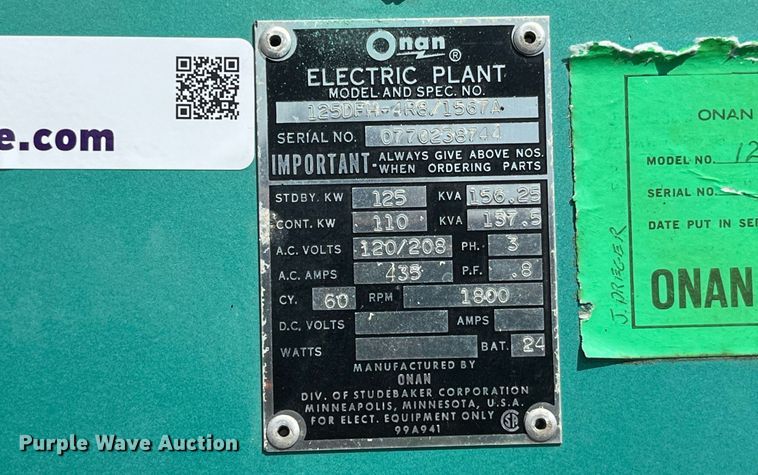 e.com
Onan ®
ELECTRIC PLANT
MODEL AND SPEC. NO.
125DFM-4R8/1567A
SERIAL NO. 0770238744
IMPORTANT - ALWAYS GIVE ABOVE NOS. WHEN ORDERING PARTS
STDBY. KW 125 KVA 156.25
CONT. KW 110 KVA 137.5
A.C. VOLTS 120/208 PH. 3
A.C. AMPS 435 P.F. .8
CY. 60 RPM 1800
D.C. VOLTS AMPS
WATTS BAT. 24
MANUFACTURED BY
ONAN
DIV. OF STUDEBAKER CORPORATION
MINNEAPOLIS, MINNESOTA, U.S.A.
FOR ELECT. EQUIPMENT ONLY
99A941
SA
ONAN
MODEL NO. 12
SERIAL NO.
DATE PUT IN SE
ONAN
J. DREGER
Purple Wave Auction